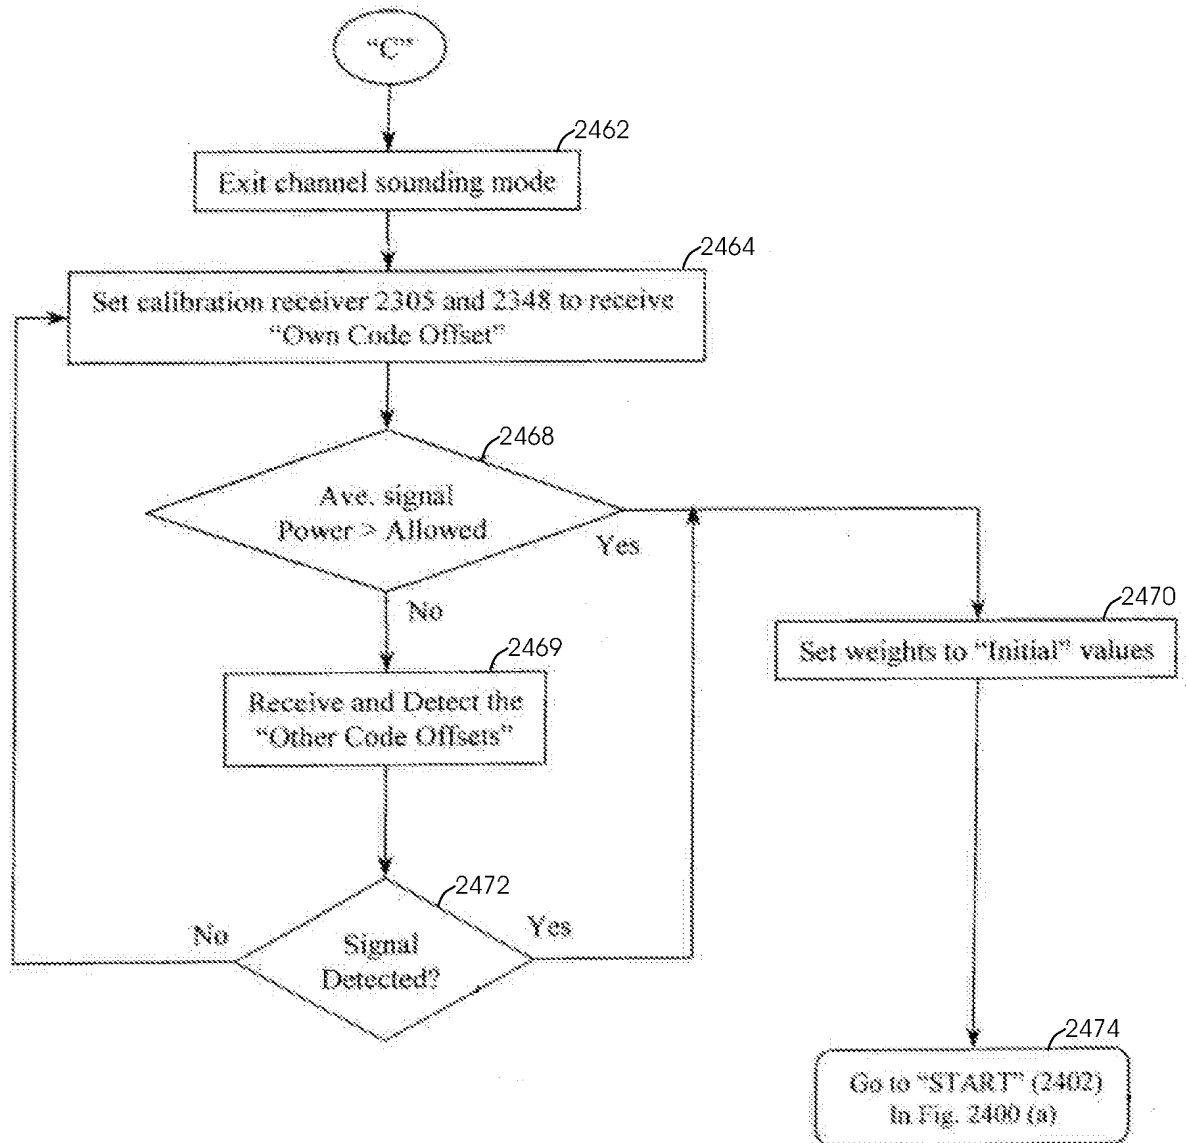 “C”
2462
Exit channel sounding mode
2464
Set calibration receiver 2305 and 2348 to receive
“Own Code Offset”
2468
Ave. signal
Power > Allowed
Yes
No
2470
Set weights to “Initial” values
2469
Receive and Detect the
“Other Code Offsets”
2472
No
Yes
Signal
Detected?
2474
Go to “START” (2402)
In Fig. 2400 (a)